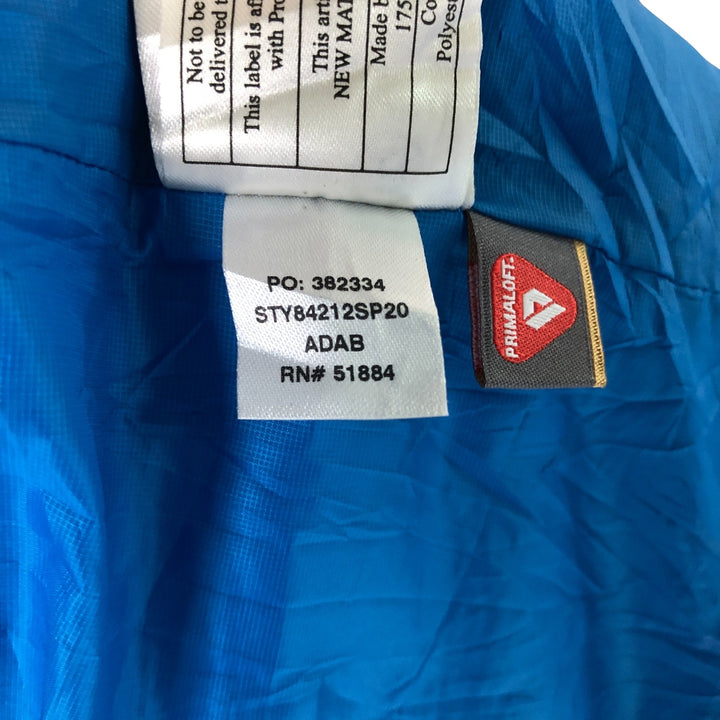 Not to be
delivered t
This label is aff
with Pro
This arti
NEW MAT
Made b
175
Co
Polyest
PO: 382334
STY84212SP20
ADAB
RN# 51884
PRIMALOFT®